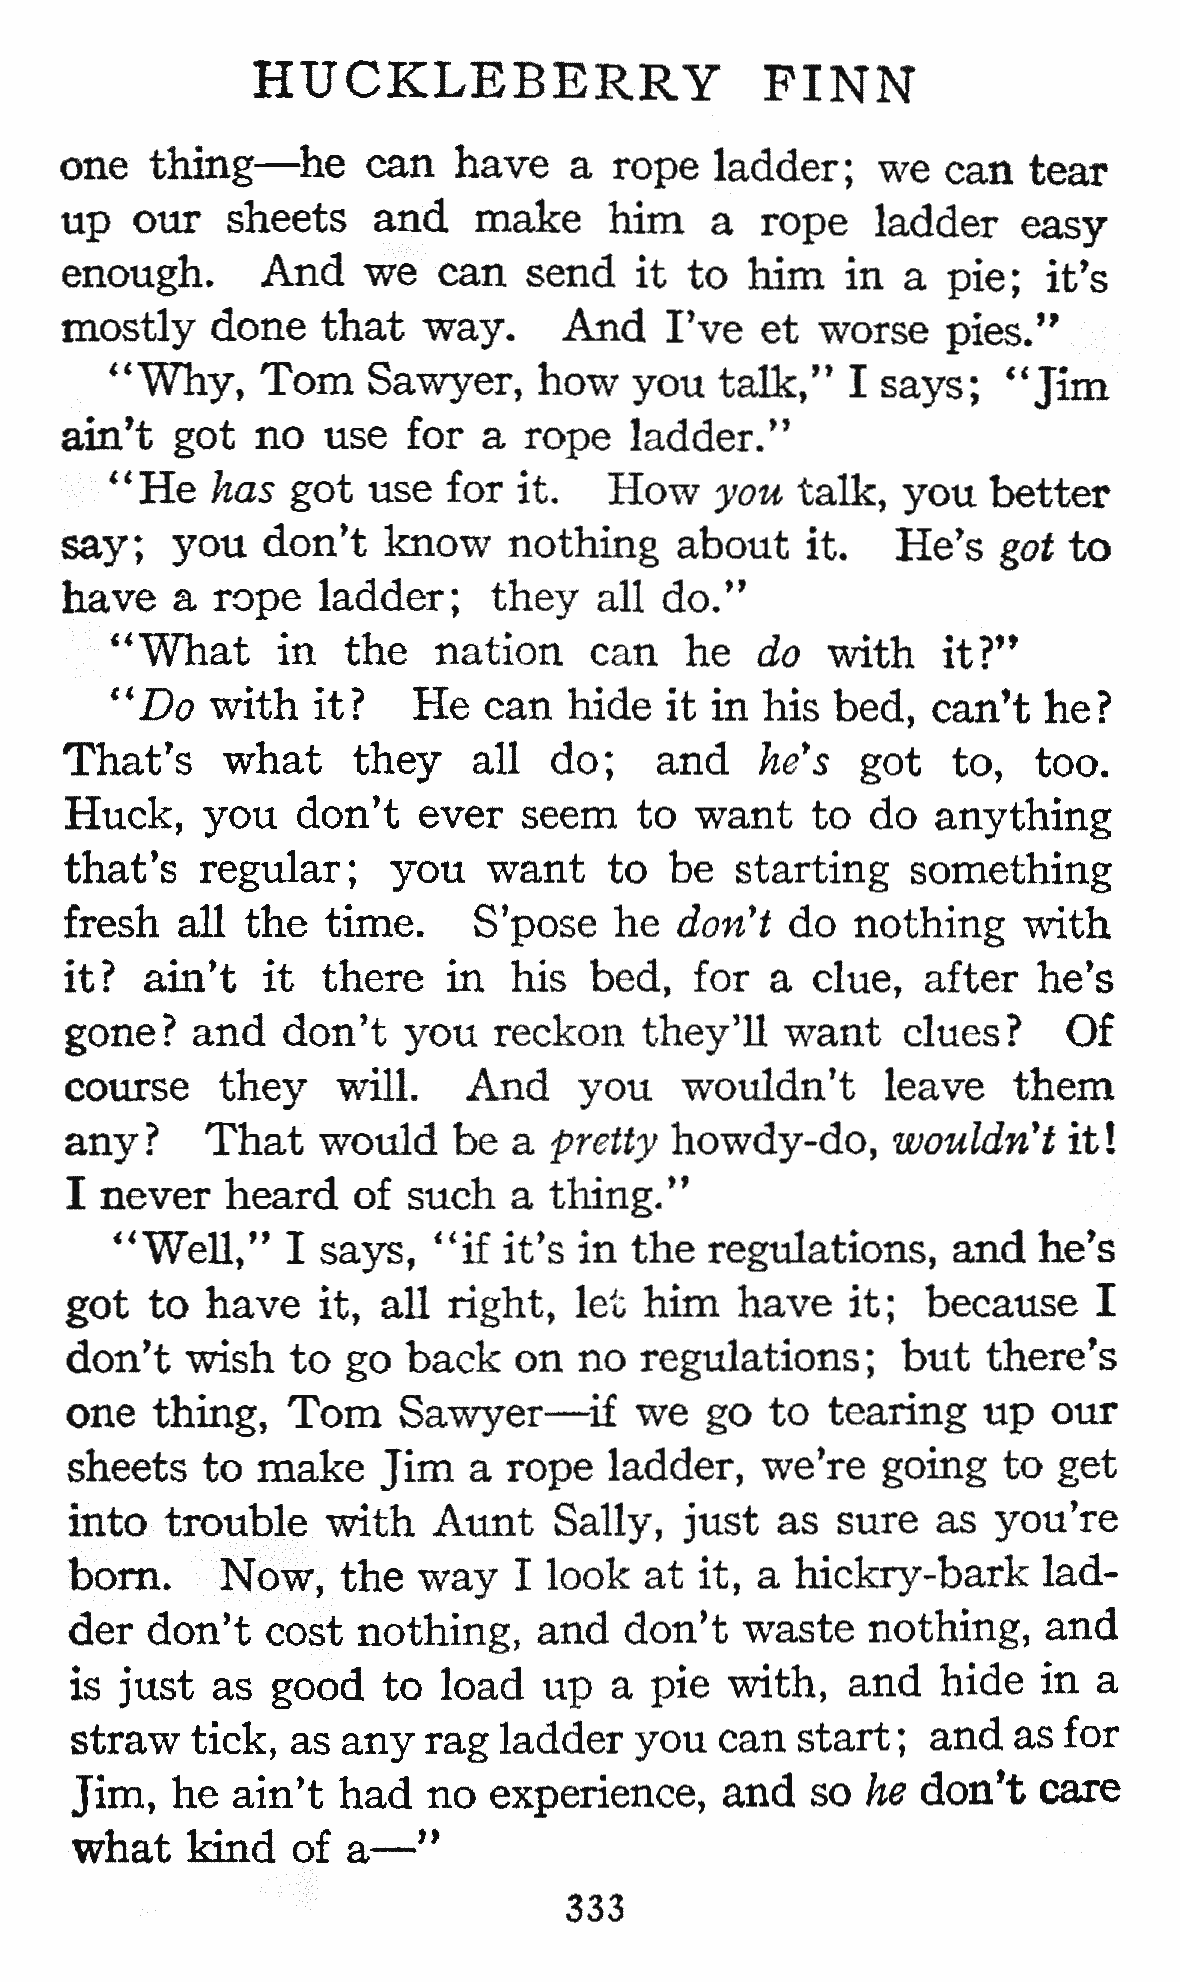 HUCKLEBERRY FINN
one thing—he can have a rope ladder; we can tear
up our sheets and make him a rope ladder easy
enough. And we can send it to him in a pie; it's
mostly done that way. And I've et worse pies."
"Why, Tom Sawyer, how you talk," I says; "Jim
ain't got no use for a rope ladder."
"He has got use for it. How you talk, you better
say; you don't know nothing about it. He's got to
have a rope ladder; they all do."
"What in the nation can he do with it?"
"Do with it? He can hide it in his bed, can't he?
That's what they all do; and he's got to, too.
Huck, you don't ever seem to want to do anything
that's regular; you want to be starting something
fresh all the time. S'pose he don't do nothing with
it? ain't it there in his bed, for a clue, after he's
gone? and don't you reckon they'll want clues? Of
course they will. And you wouldn't leave them
any? That would be a pretty howdy-do, wouldn't it!
I never heard of such a thing."
"Well," I says, "if it's in the regulations, and he's
got to have it, all right, let him have it; because I
don't wish to go back on no regulations; but there's
one thing, Tom Sawyer—if we go to tearing up our
sheets to make Jim a rope ladder, we're going to get
into trouble with Aunt Sally, just as sure as you're
born. Now, the way I look at it, a hickry-bark lad-
der don't cost nothing, and don't waste nothing, and
is just as good to load up a pie with, and hide in a
straw tick, as any rag ladder you can start; and as for
Jim, he ain't had no experience, and so he don't care
what kind of a—"
333